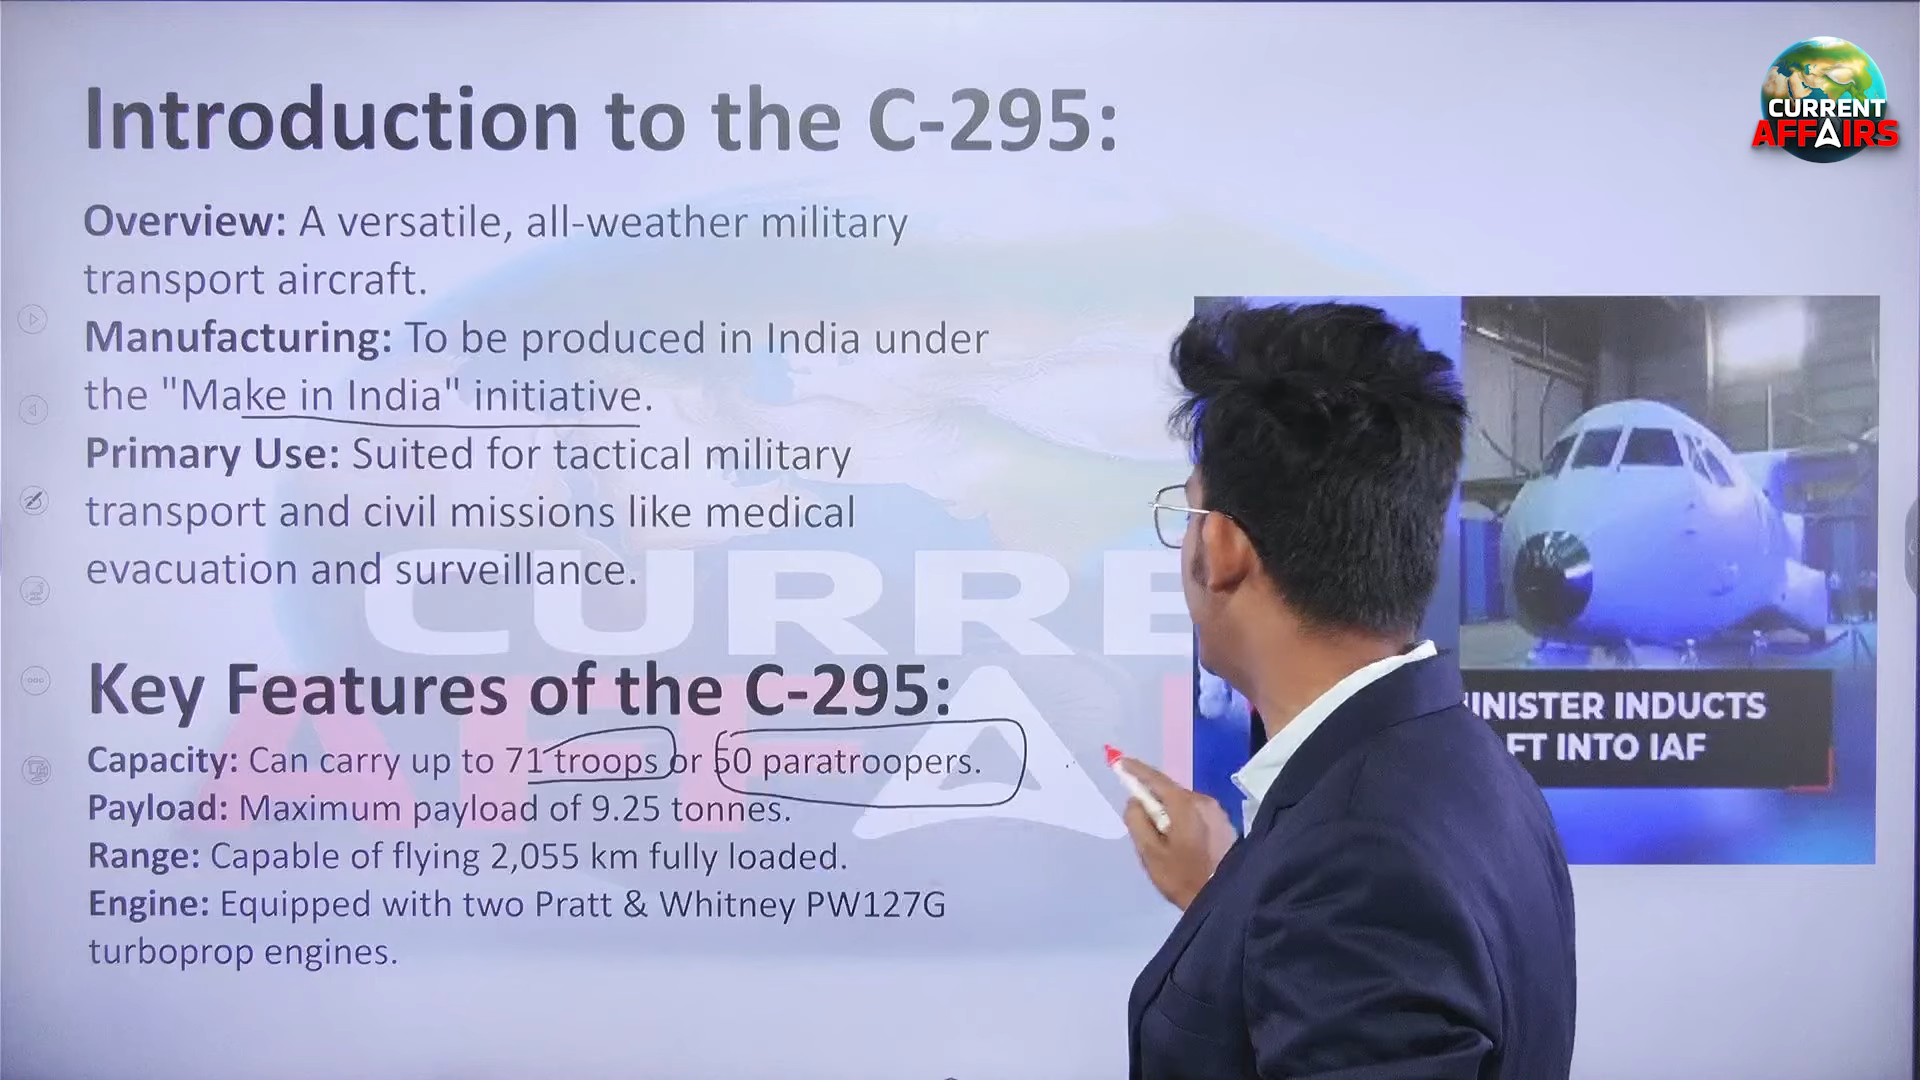 CURRENT
AFFAIRS
Introduction to the C-295:
Overview: A versatile, all-weather military
transport aircraft.
Manufacturing: To be produced in India under
the "Make in India" initiative.
Primary Use: Suited for tactical military
transport and civil missions like medical
evacuation and surveillance.
Key Features of the C-295:
Capacity: Can carry up to 71 troops or 50 paratroopers.
Payload: Maximum payload of 9.25 tonnes.
Range: Capable of flying 2,055 km fully loaded.
Engine: Equipped with two Pratt & Whitney PW127G
turboprop engines.
INISTER INDUCTS
FT INTO IAF
CURRE
AFFA